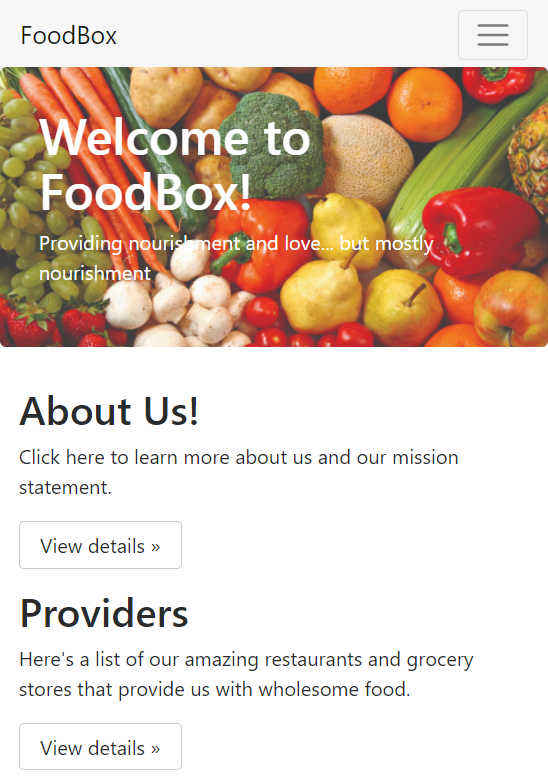 FoodBox
Welcome to
FoodBox!
Providing nourishment and love... but mostly
nourishment
About Us!
Click here to learn more about us and our mission
statement.
View details »
Providers
Here's a list of our amazing restaurants and grocery
stores that provide us with wholesome food.
View details »